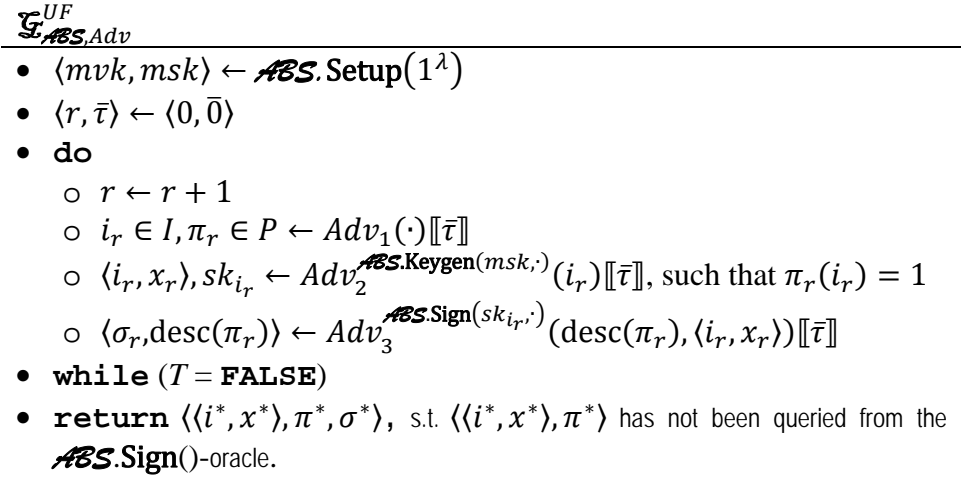 𝒢^{UF}_{𝒜ℬ𝒮,Adv}
• ⟨mvk, msk⟩ ← 𝒜ℬ𝒮.Setup(1^λ)
• ⟨r, τ̄⟩ ← ⟨0, 0̄⟩
• do
○ r ← r + 1
○ i_r ∈ I, π_r ∈ P ← Adv_1(·)⟦τ̄⟧
○ ⟨i_r, x_r⟩, sk_{i_r} ← Adv_2^{𝒜ℬ𝒮.Keygen(msk,·)}(i_r)⟦τ̄⟧, such that π_r(i_r) = 1
○ ⟨σ_r,desc(π_r)⟩ ← Adv_3^{𝒜ℬ𝒮.Sign(sk_{i_r},·)}(desc(π_r), ⟨i_r, x_r⟩)⟦τ̄⟧
• while (T = FALSE)
• return ⟨⟨i*, x*⟩, π*, σ*⟩, s.t. ⟨⟨i*, x*⟩, π*⟩ has not been queried from the
𝒜ℬ𝒮.Sign()-oracle.